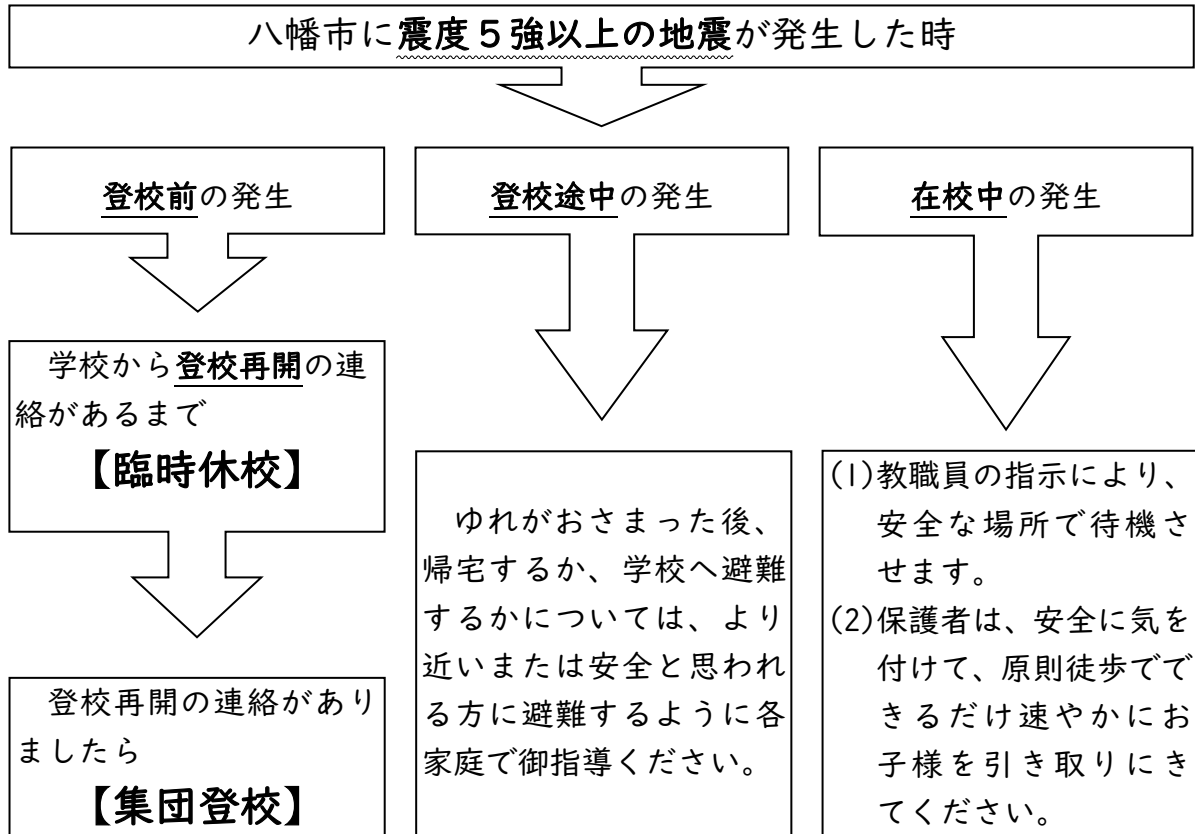 八幡市に震度５強以上の地震が発生した時
登校前の発生
学校から登校再開の連
絡があるまで
【臨時休校】
登校再開の連絡があり
ましたら
【集団登校】
登校途中の発生
ゆれがおさまった後、
帰宅するか、学校へ避難
するかについては、より
近いまたは安全と思われ
る方に避難するように各
家庭で御指導ください。
在校中の発生
(1)教職員の指示により、
安全な場所で待機さ
せます。
(2)保護者は、安全に気を
付けて、原則徒歩ででき
るだけ速やかにお
子様を引き取りにき
てください。